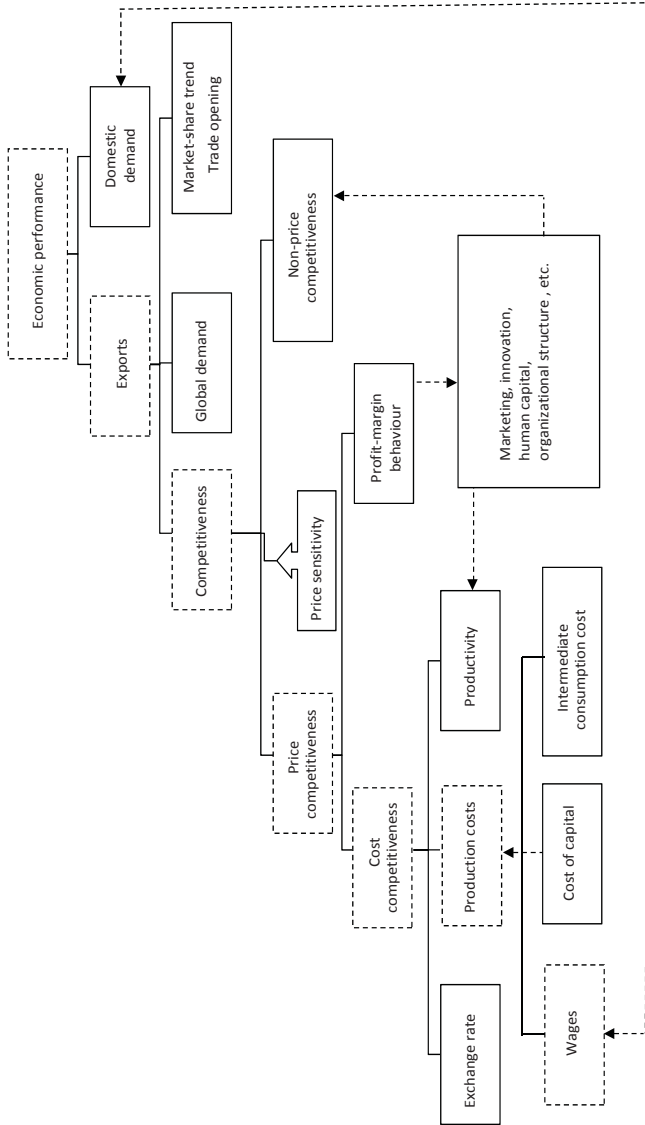 Economic performance
Exports
Domestic
demand
Competitiveness
Global demand
Market-share trend
Trade opening
Price
competitiveness
Price sensitivity
Non-price
competitiveness
Cost
competitiveness
Profit-margin
behaviour
Exchange rate
Production costs
Productivity
Marketing, innovation,
human capital,
organizational structure , etc.
Wages
Cost of capital
Intermediate
consumption cost